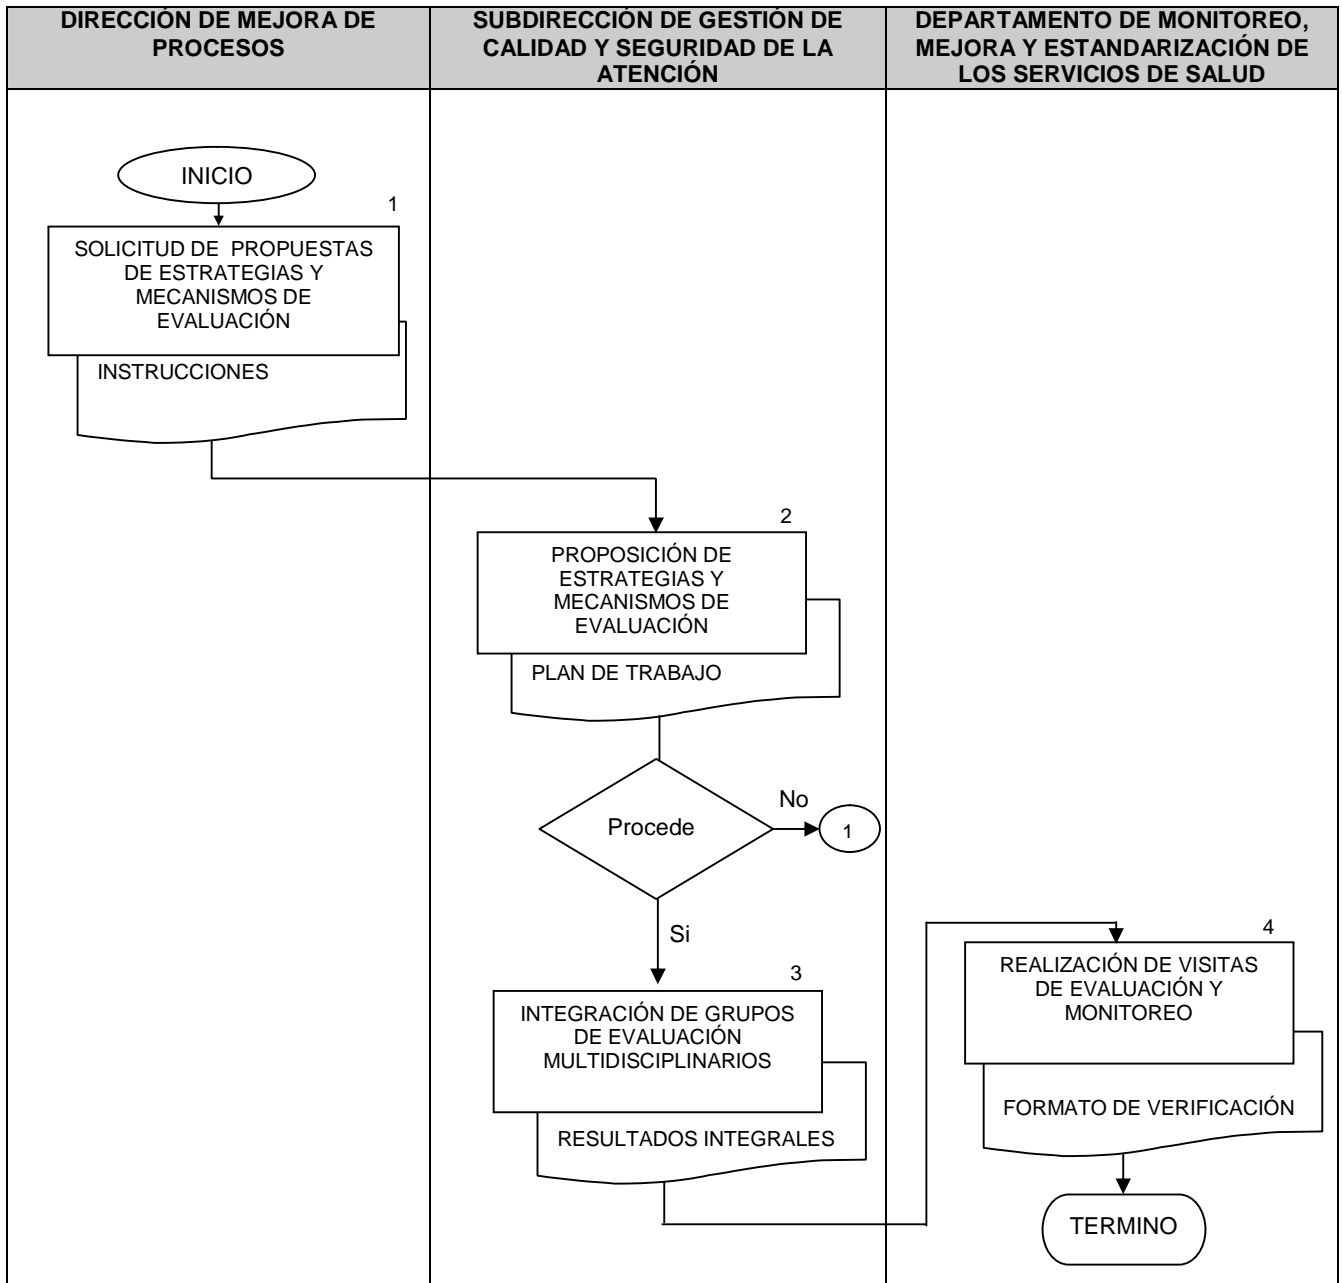 DIRECCIÓN DE MEJORA DE
PROCESOS
SUBDIRECCIÓN DE GESTIÓN DE
CALIDAD Y SEGURIDAD DE LA
ATENCIÓN
DEPARTAMENTO DE MONITOREO,
MEJORA Y ESTANDARIZACIÓN DE
LOS SERVICIOS DE SALUD
INICIO
1
SOLICITUD DE PROPUESTAS
DE ESTRATEGIAS Y
MECANISMOS DE
EVALUACIÓN
INSTRUCCIONES
2
PROPOSICIÓN DE
ESTRATEGIAS Y
MECANISMOS DE
EVALUACIÓN
PLAN DE TRABAJO
Procede
No
1
Si
3
INTEGRACIÓN DE GRUPOS
DE EVALUACIÓN
MULTIDISCIPLINARIOS
RESULTADOS INTEGRALES
4
REALIZACIÓN DE VISITAS
DE EVALUACIÓN Y
MONITOREO
FORMATO DE VERIFICACIÓN
TERMINO